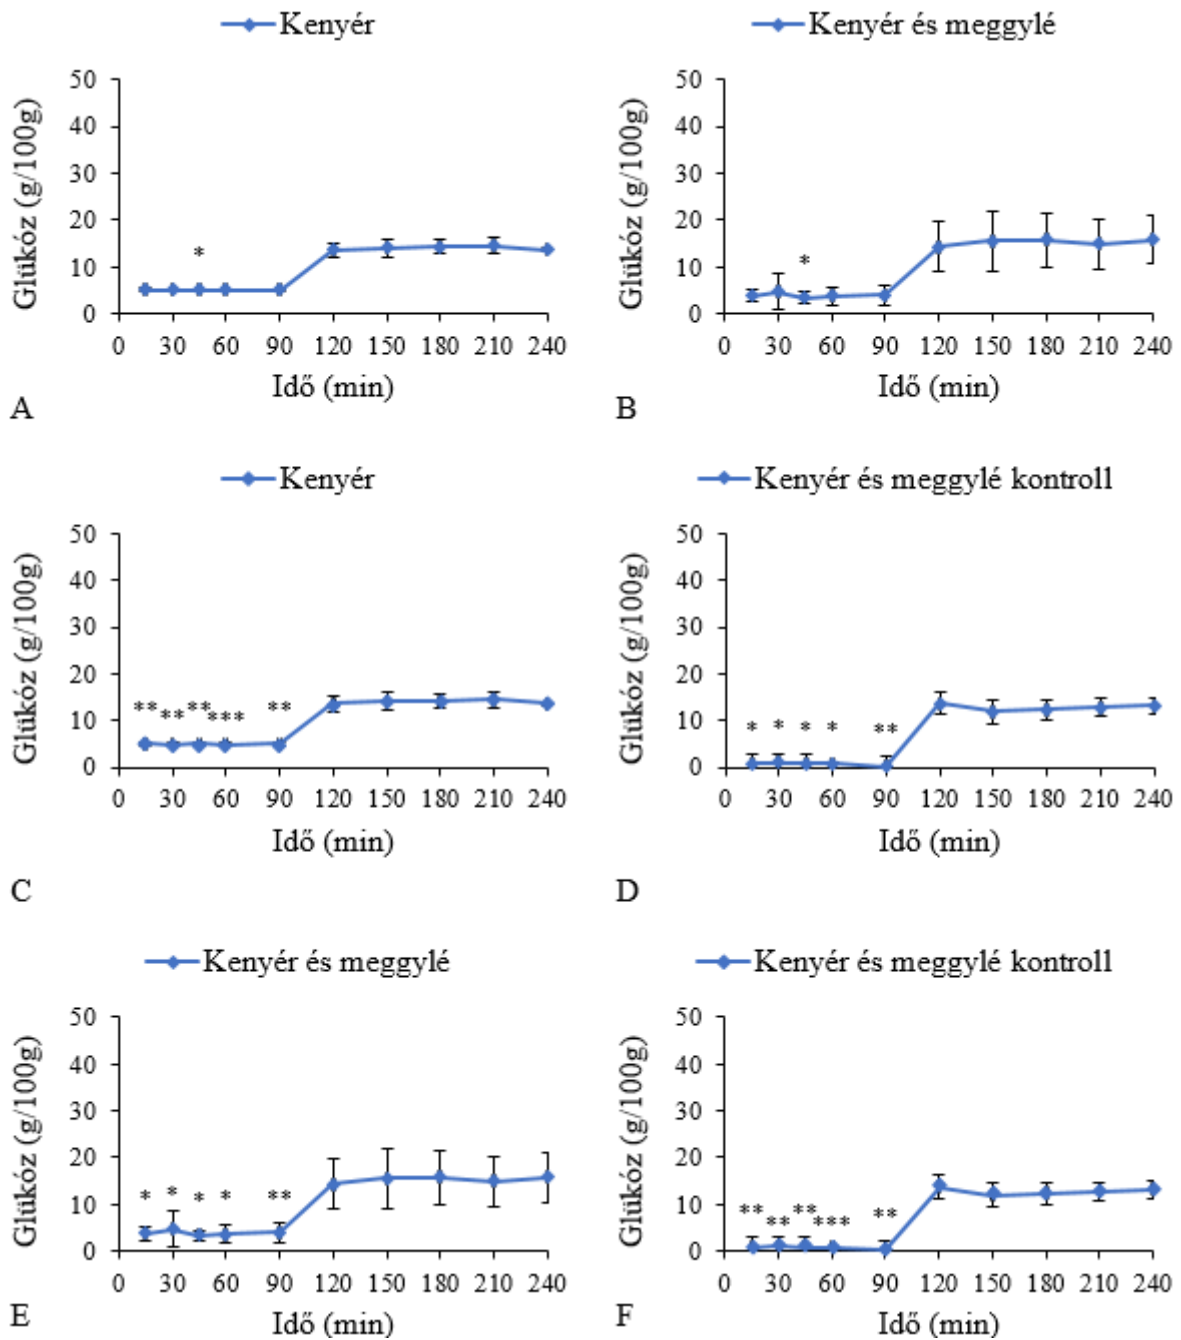 Kenyér
Glükóz (g/100g)
50
40
30
20
10
0
*
0 30 60 90 120 150 180 210 240
Idő (min)
A
Kenyér és meggylé
Glükóz (g/100g)
50
40
30
20
10
0
*
0 30 60 90 120 150 180 210 240
Idő (min)
B
Kenyér
Glükóz (g/100g)
50
40
30
20
10
0
** ** ** *** **
0 30 60 90 120 150 180 210 240
Idő (min)
C
Kenyér és meggylé kontroll
Glükóz (g/100g)
50
40
30
20
10
0
* * * * **
0 30 60 90 120 150 180 210 240
Idő (min)
D
Kenyér és meggylé
Glükóz (g/100g)
50
40
30
20
10
0
* * * * **
0 30 60 90 120 150 180 210 240
Idő (min)
E
Kenyér és meggylé kontroll
Glükóz (g/100g)
50
40
30
20
10
0
** ** ** *** **
0 30 60 90 120 150 180 210 240
Idő (min)
F